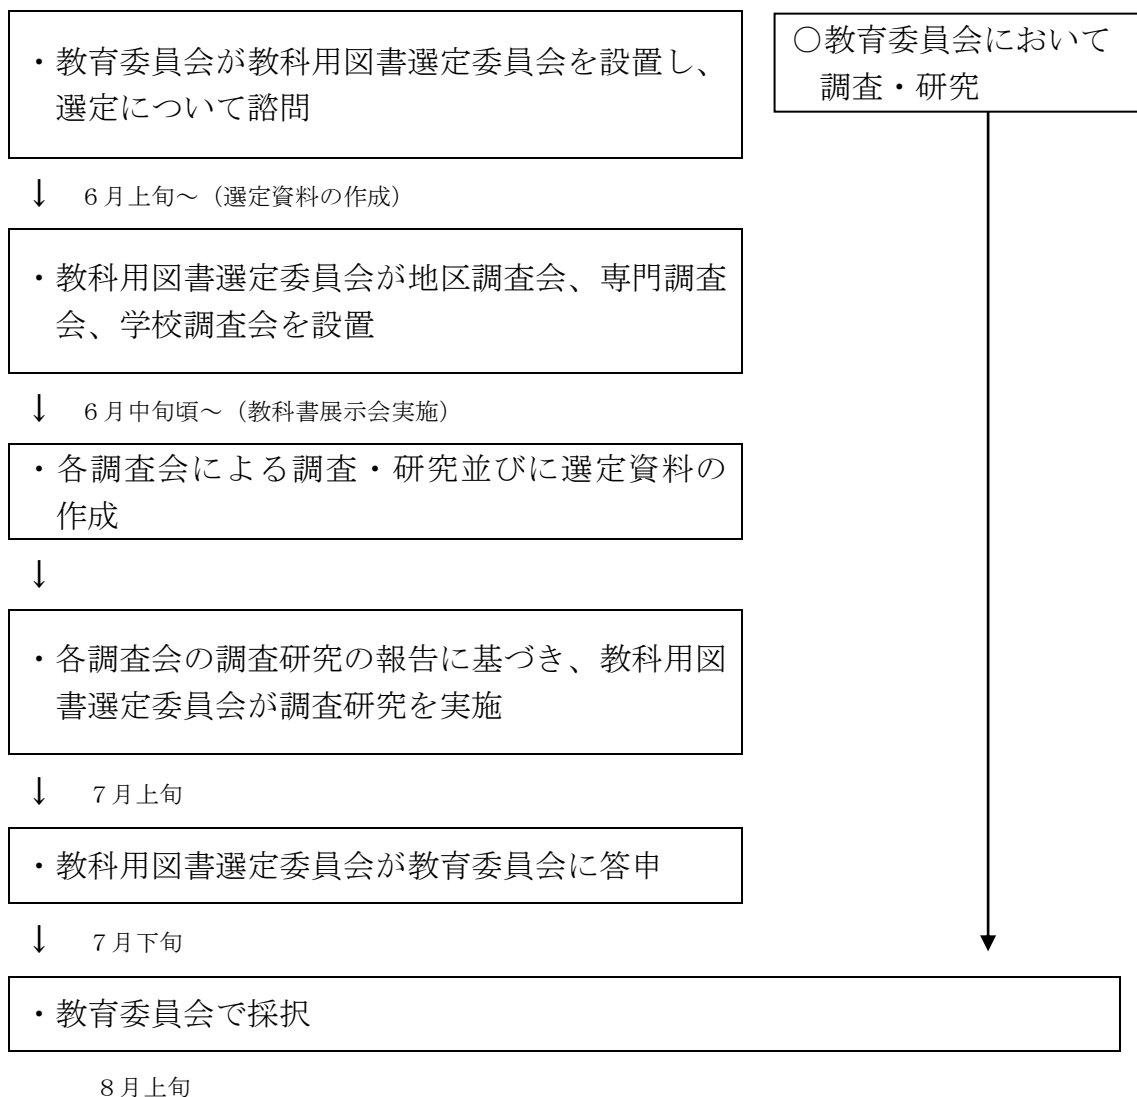 ・教育委員会が教科用図書選定委員会を設置し、
選定について諮問
○教育委員会において
調査・研究
↓ 6月上旬～（選定資料の作成）
・教科用図書選定委員会が地区調査会、専門調査
会、学校調査会を設置
↓ 6月中旬頃～（教科書展示会実施）
・各調査会による調査・研究並びに選定資料の
作成
↓
・各調査会の調査研究の報告に基づき、教科用図
書選定委員会が調査研究を実施
↓ 7月上旬
・教科用図書選定委員会が教育委員会に答申
↓ 7月下旬
・教育委員会で採択
8月上旬